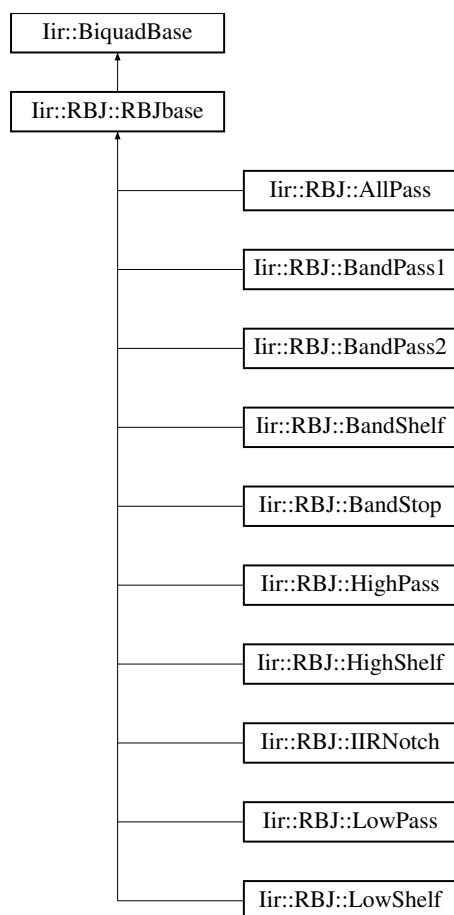 Iir::BiquadBase
Iir::RBJ::RBJbase
Iir::RBJ::AllPass
Iir::RBJ::BandPass1
Iir::RBJ::BandPass2
Iir::RBJ::BandShelf
Iir::RBJ::BandStop
Iir::RBJ::HighPass
Iir::RBJ::HighShelf
Iir::RBJ::IIRNotch
Iir::RBJ::LowPass
Iir::RBJ::LowShelf